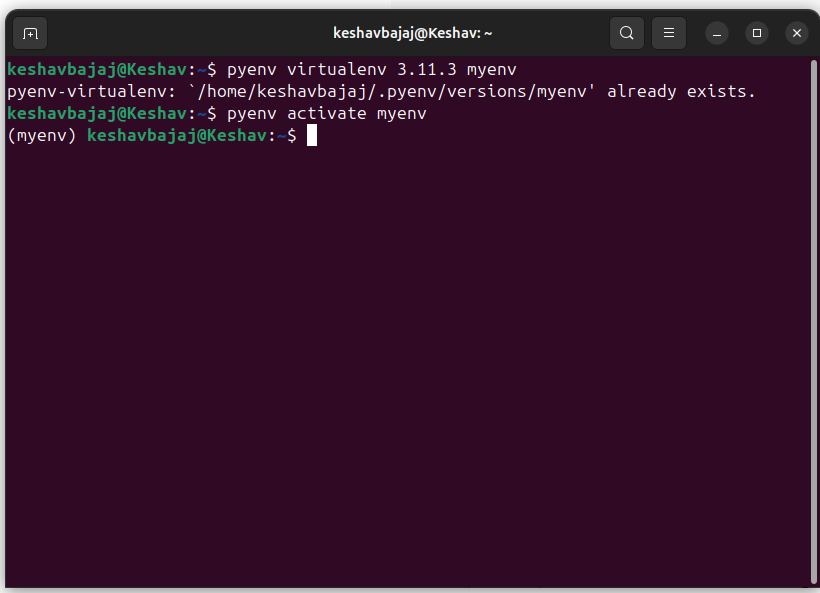 keshavbajaj@Keshav: ~
keshavbajaj@Keshav:~$ pyenv virtualenv 3.11.3 myenv
pyenv-virtualenv: `/home/keshavbajaj/.pyenv/versions/myenv' already exists.
keshavbajaj@Keshav:~$ pyenv activate myenv
(myenv) keshavbajaj@Keshav:~$